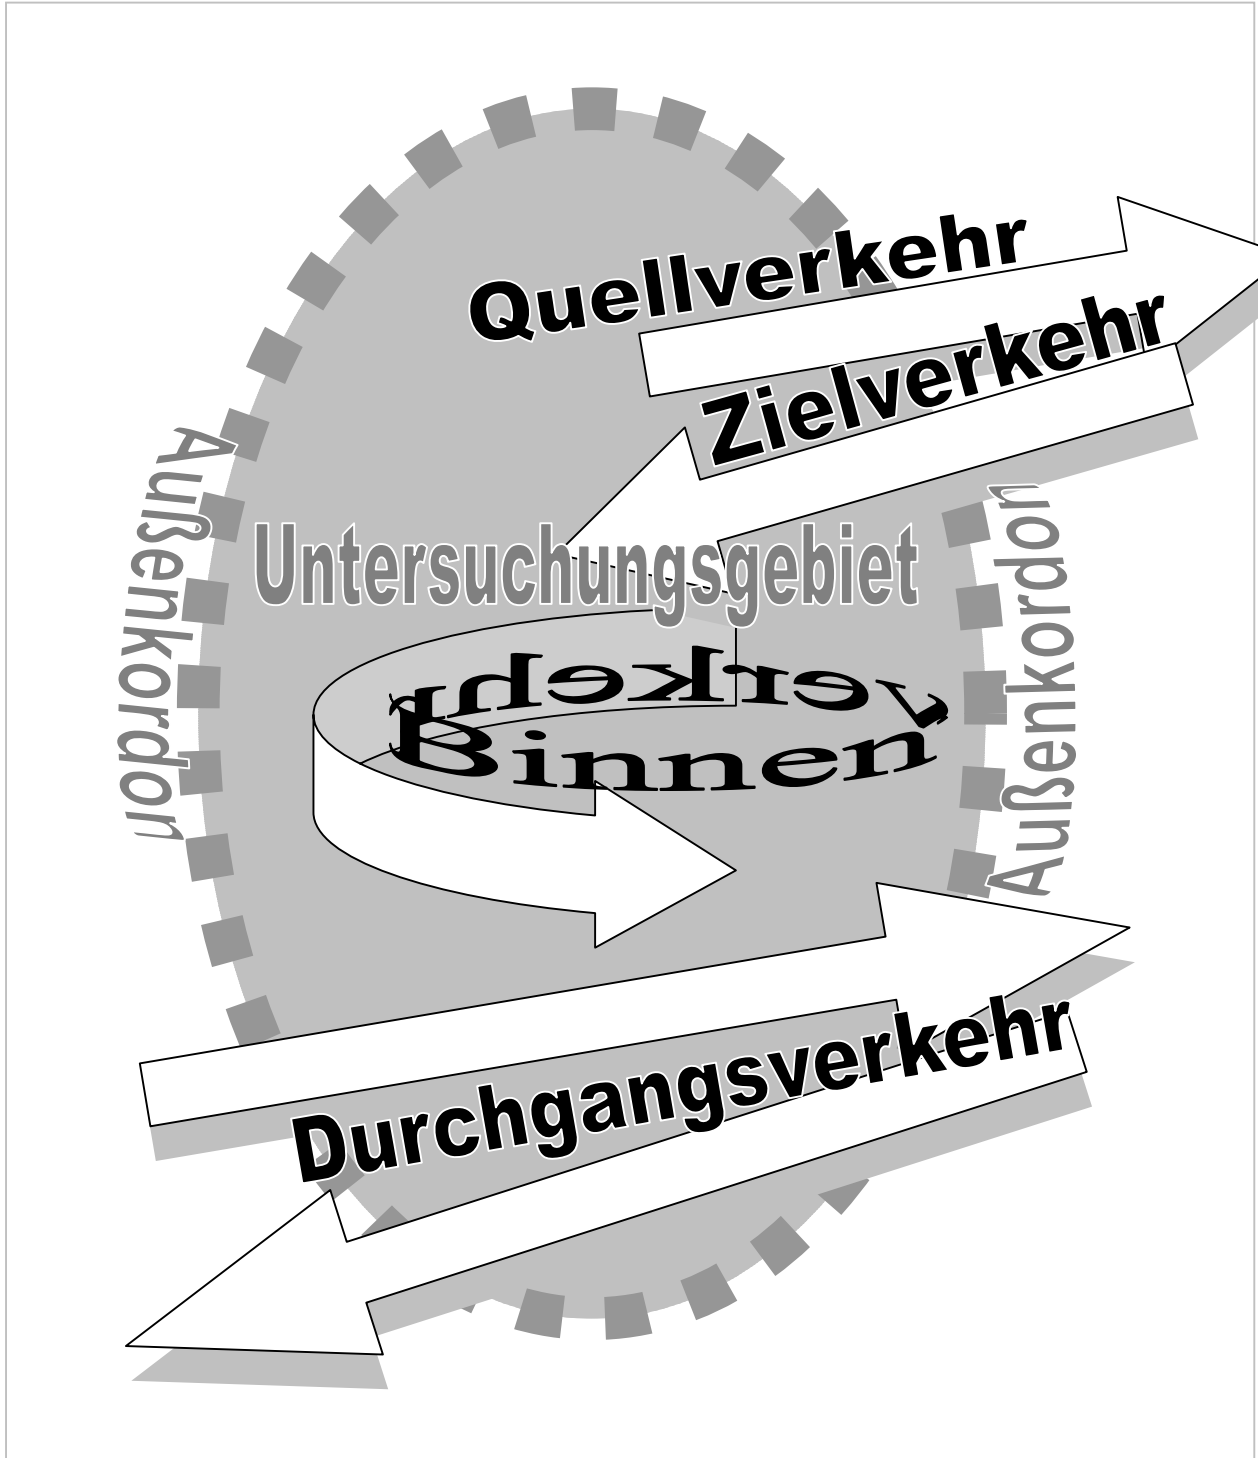 Quellverkehr
Zielverkehr
Außenkordon
Untersuchungsgebiet
Außenkordon
Binnen
verkehr
Durchgangsverkehr